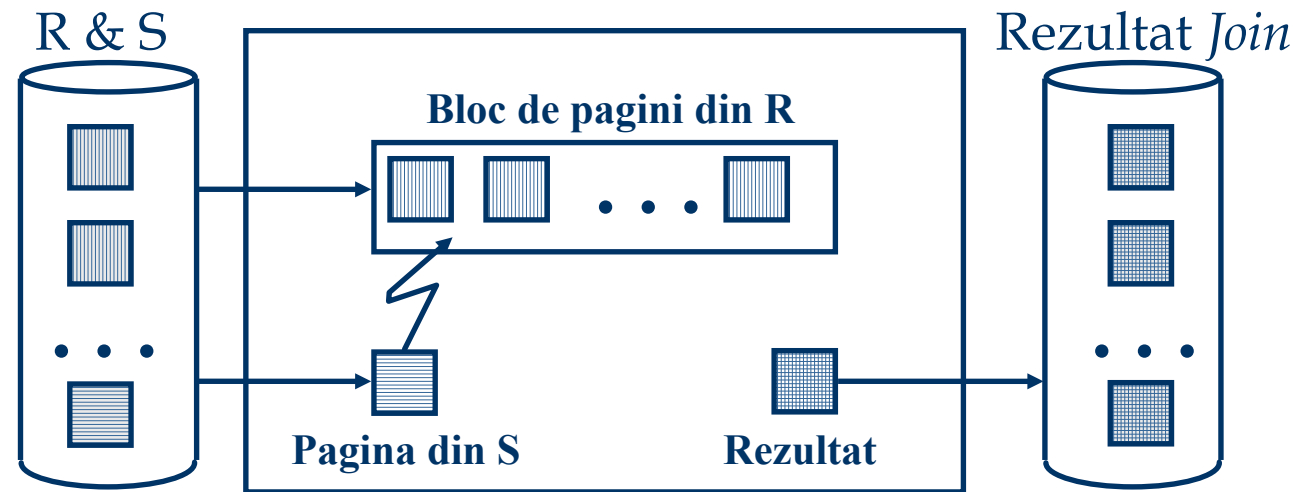 R & S
Rezultat Join
Bloc de pagini din R
Pagina din S
Rezultat